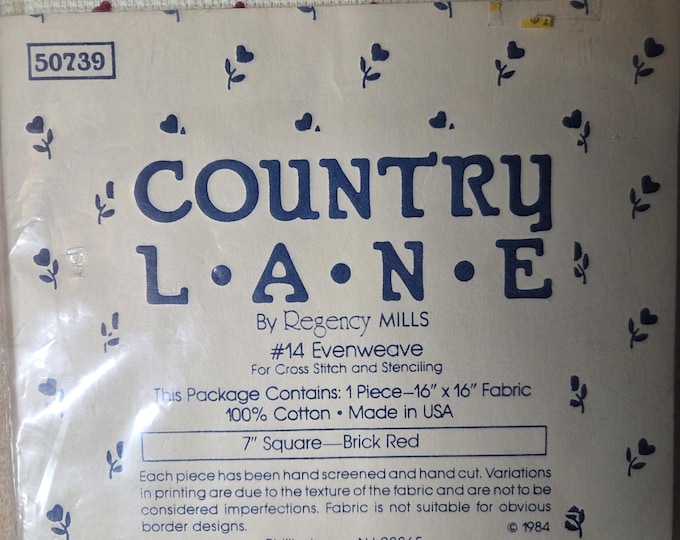 50739
COUNTRY
L•A•N•E
By Regency MILLS
#14 Evenweave
For Cross Stitch and Stenciling
This Package Contains: 1 Piece–16" x 16" Fabric
100% Cotton • Made in USA
7" Square—Brick Red
Each piece has been hand screened and hand cut. Variations
in printing are due to the texture of the fabric and are not to be
considered imperfections. Fabric is not suitable for obvious
border designs.
© 1984